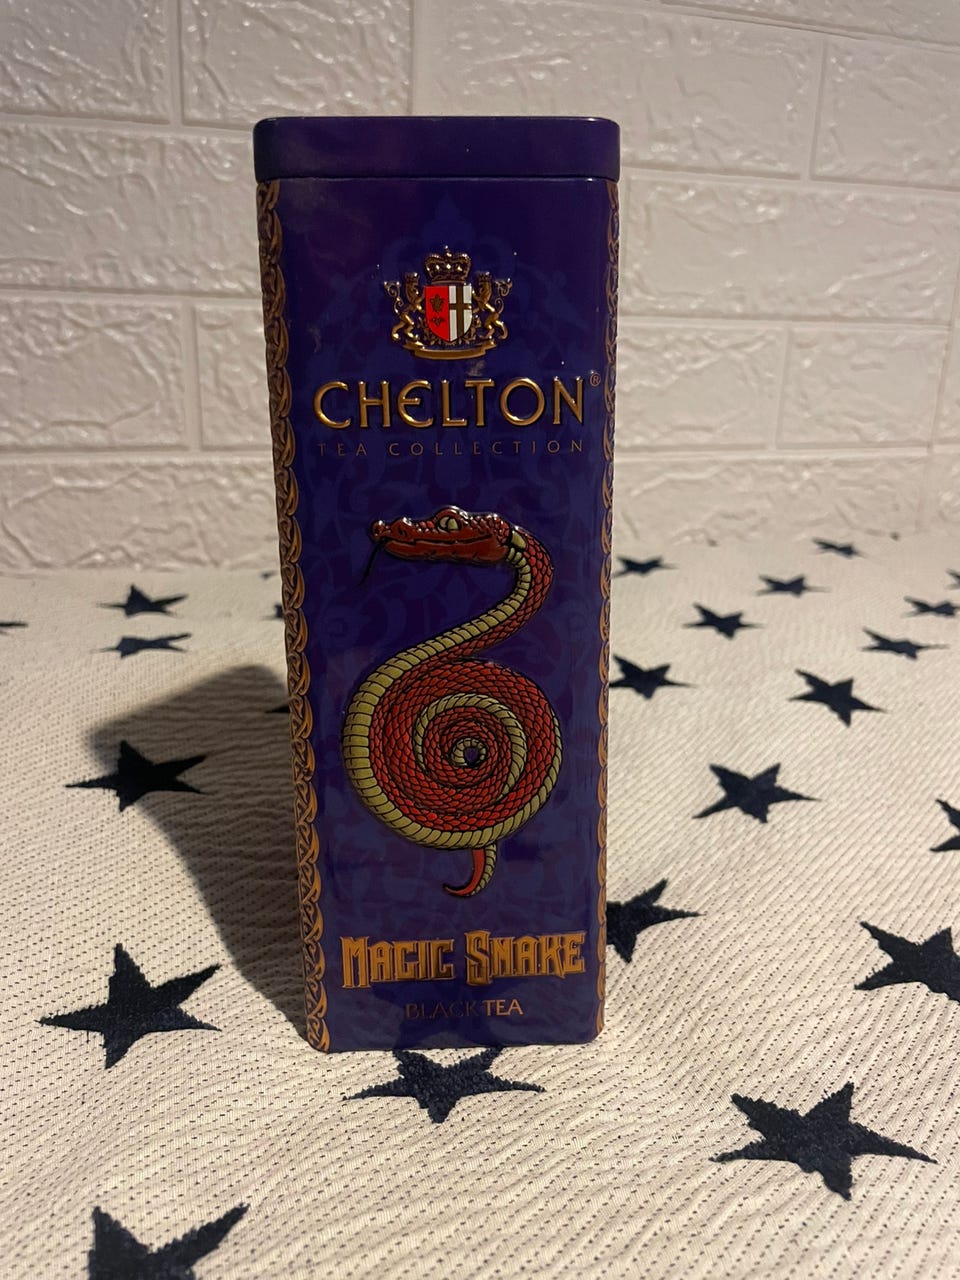 CHELTON®
TEA COLLECTION
MAGIC SNAKE
BLACK TEA